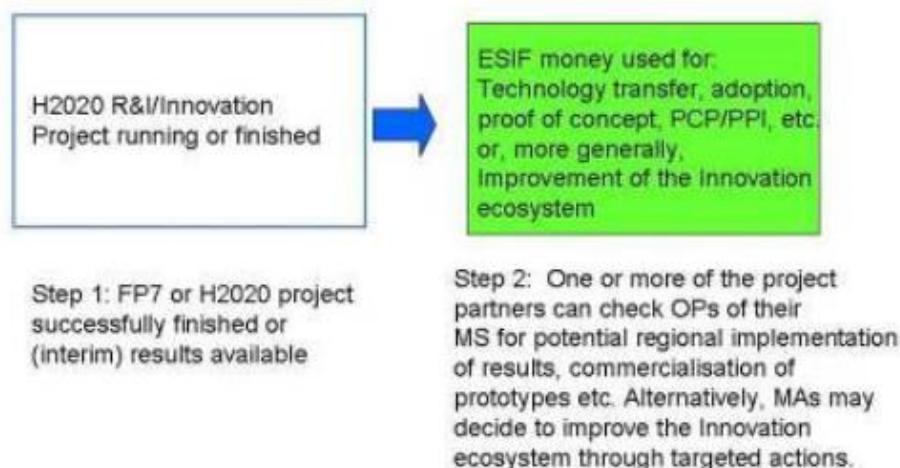 H2020 R&I/Innovation
Project running or finished
ESIF money used for:
Technology transfer, adoption,
proof of concept, PCP/PPI, etc.
or, more generally,
Improvement of the Innovation
ecosystem
Step 1: FP7 or H2020 project
successfully finished or
(interim) results available
Step 2:  One or more of the project
partners can check OPs of their
MS for potential regional implementation
of results, commercialisation of
prototypes etc. Alternatively, MAs may
decide to improve the Innovation
ecosystem through targeted actions.